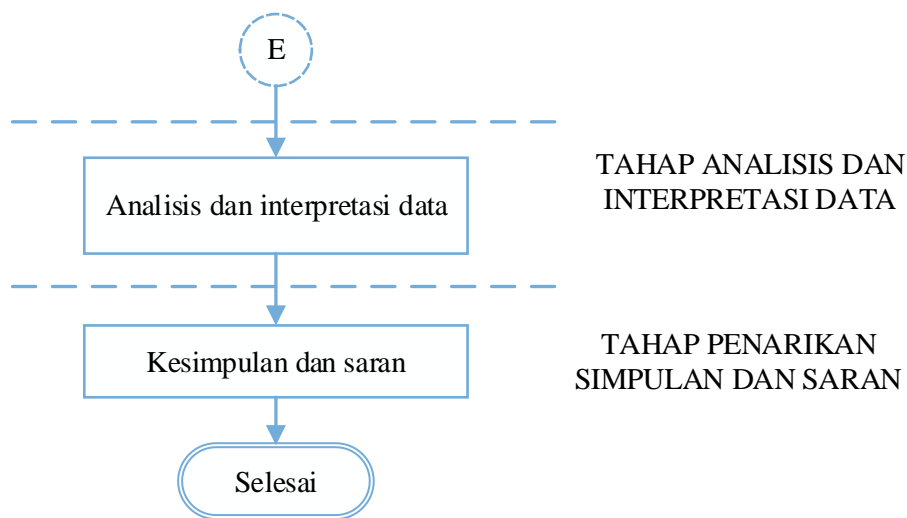 E
TAHAP ANALISIS DAN
INTERPRETASI DATA
Analisis dan interpretasi data
TAHAP PENARIKAN
SIMPULAN DAN SARAN
Kesimpulan dan saran
Selesai